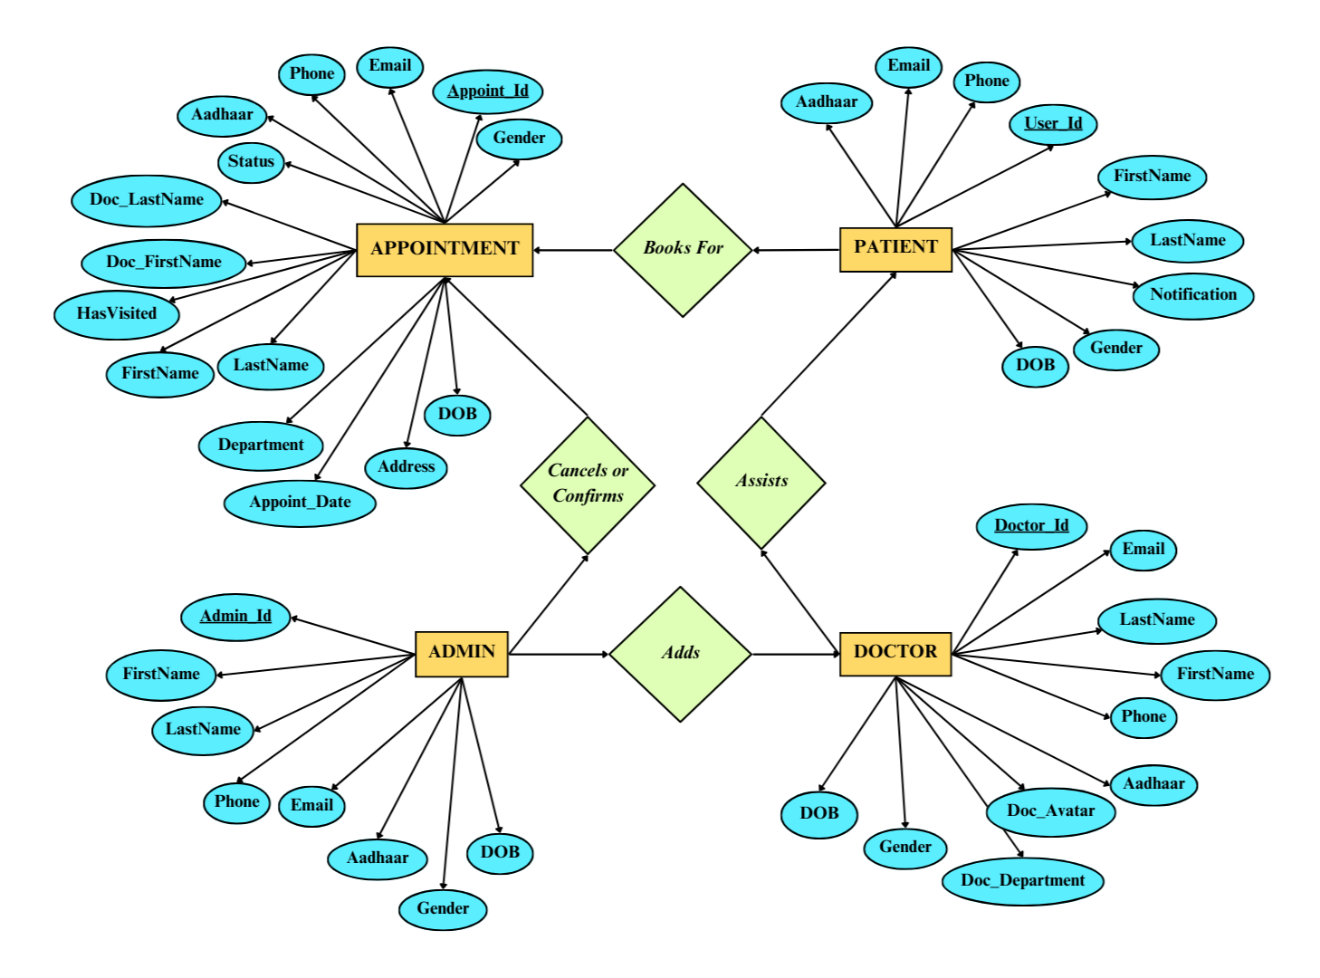 Email
Phone
Appoint_Id
Aadhaar
Gender
Status
Doc_LastName
APPOINTMENT
Doc_FirstName
HasVisited
FirstName
LastName
DOB
Department
Address
Appoint_Date
Books For
Email
Phone
Aadhaar
User_Id
FirstName
PATIENT
LastName
Notification
Gender
DOB
Cancels or
Confirms
Assists
Admin_Id
ADMIN
FirstName
LastName
Phone
Email
Aadhaar
DOB
Gender
Adds
Doctor_Id
Email
LastName
DOCTOR
FirstName
Phone
Aadhaar
DOB
Doc_Avatar
Gender
Doc_Department